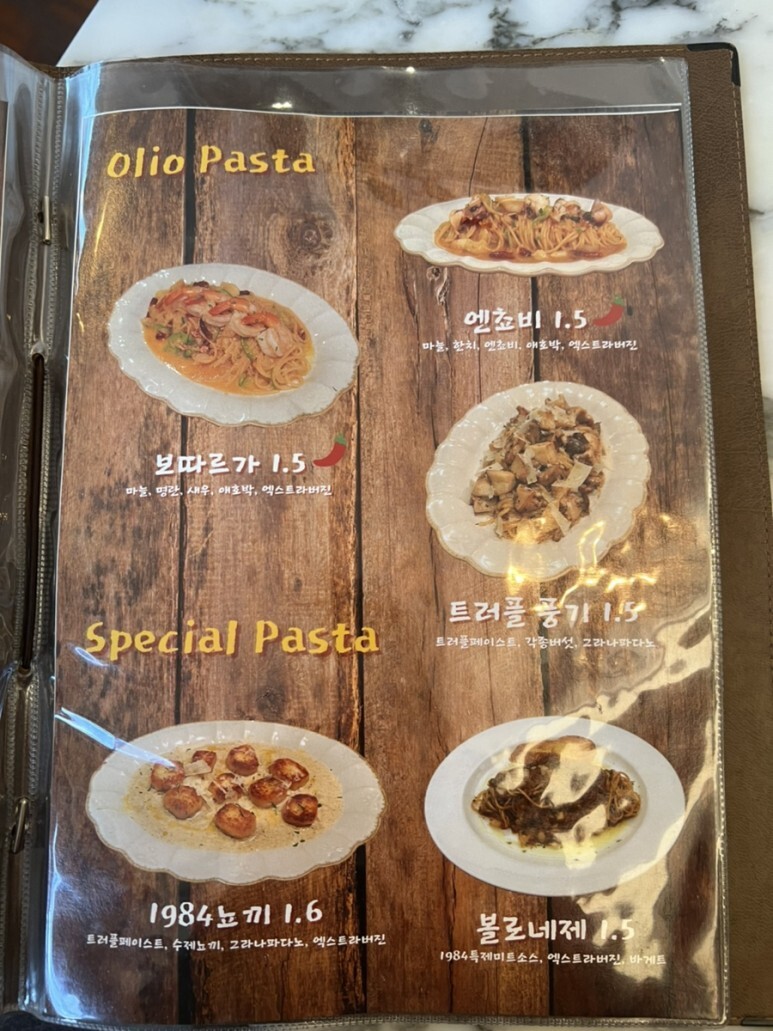 Olio Pasta
엔쵸비 1.5
마늘, 한치, 엔쵸비, 애호박, 엑스트라버진
보따르가 1.5
마늘, 명란, 새우, 애호박, 엑스트라버진
트러플 풍기 1.5
트러플페이스트, 각종버섯, 그라나파다노
Special Pasta
1984뇨끼 1.6
트러플페이스트, 수제뇨끼, 그라나파다노, 엑스트라버진
볼로네제 1.5
1984특제미트소스, 엑스트라버진, 바게트